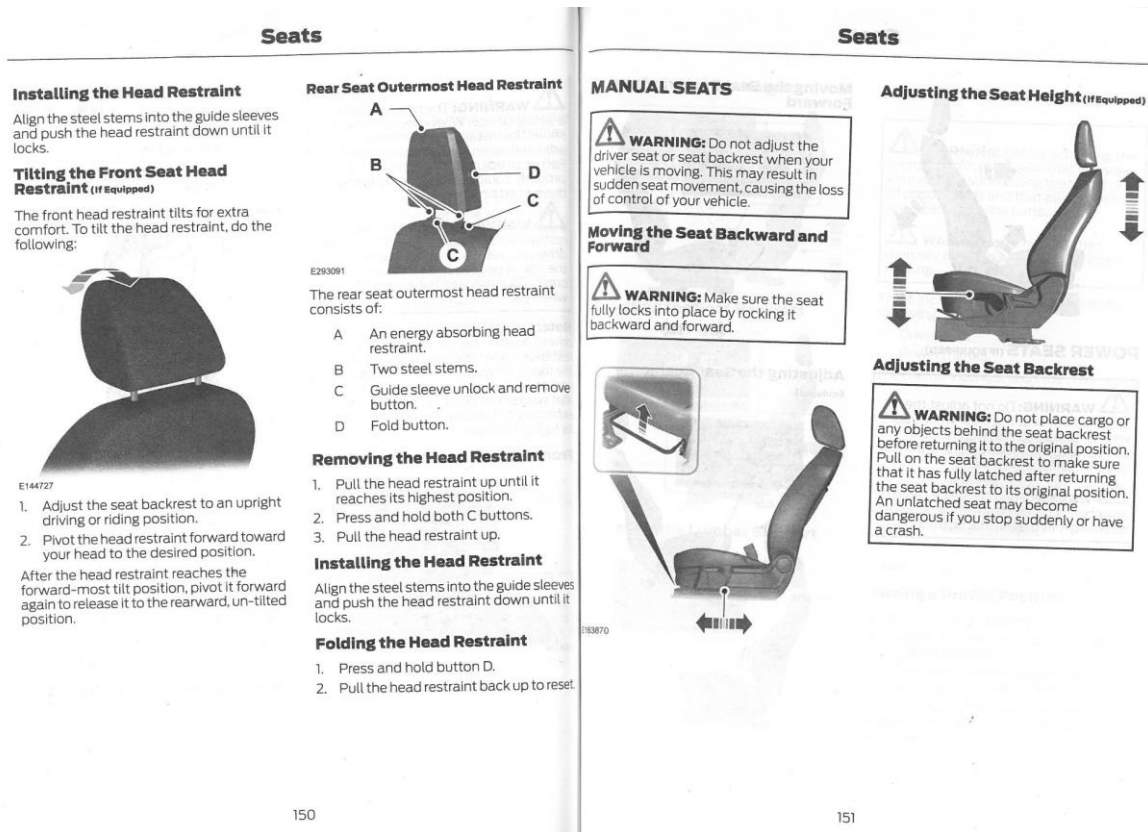 Seats
Installing the Head Restraint
Align the steel stems into the guide sleeves
and push the head restraint down until it
locks.
Tilting the Front Seat Head
Restraint (If Equipped)
The front head restraint tilts for extra
comfort. To tilt the head restraint, do the
following:
E144727
1. Adjust the seat backrest to an upright
driving or riding position.
2. Pivot the head restraint forward toward
your head to the desired position.
After the head restraint reaches the
forward-most tilt position, pivot it forward
again to release it to the rearward, un-tilted
position.
Rear Seat Outermost Head Restraint
A
B
D
C
C
E293091
The rear seat outermost head restraint
consists of:
A An energy absorbing head
restraint.
B Two steel stems.
C Guide sleeve unlock and remove
button.
D Fold button.
Removing the Head Restraint
1. Pull the head restraint up until it
reaches its highest position.
2. Press and hold both C buttons.
3. Pull the head restraint up.
Installing the Head Restraint
Align the steel stems into the guide sleeves
and push the head restraint down until it
locks.
Folding the Head Restraint
1. Press and hold button D.
2. Pull the head restraint back up to reset.
150
Seats
MANUAL SEATS
WARNING: Do not adjust the
driver seat or seat backrest when your
vehicle is moving. This may result in
sudden seat movement, causing the loss
of control of your vehicle.
Moving the Seat Backward and
Forward
WARNING: Make sure the seat
fully locks into place by rocking it
backward and forward.
E163870
Adjusting the Seat Height (If Equipped)
Adjusting the Seat Backrest
WARNING: Do not place cargo or
any objects behind the seat backrest
before returning it to the original position.
Pull on the seat backrest to make sure
that it has fully latched after returning
the seat backrest to its original position.
An unlatched seat may become
dangerous if you stop suddenly or have
a crash.
151